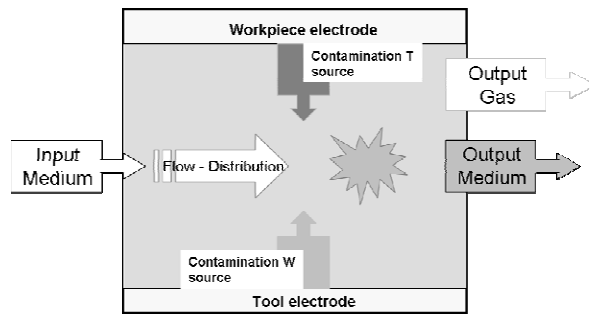 Workpiece electrode
Contamination T
source
Output
Gas
Input
Medium
Flow - Distribution
Output
Medium
Contamination W
source
Tool electrode